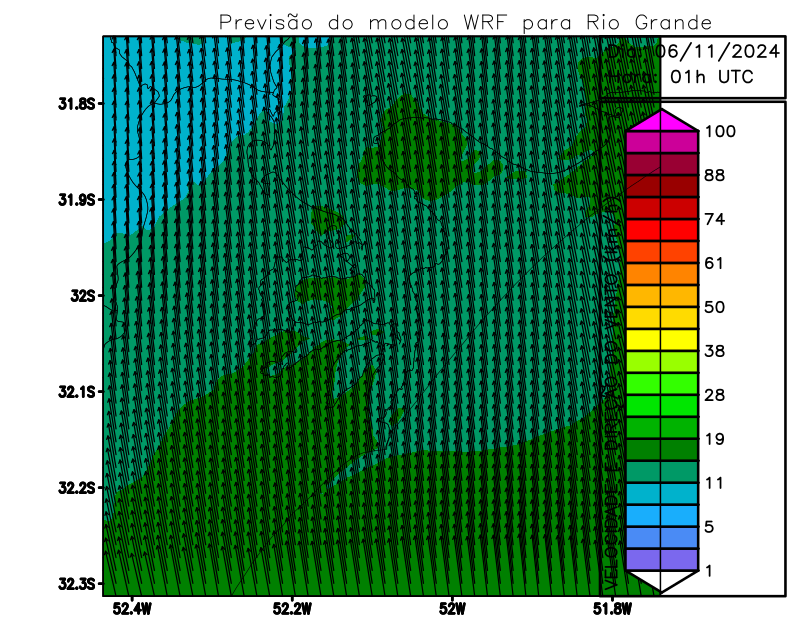 Previsão do modelo WRF para Rio Grande
Dia: 06/11/2024
Hora: 01h UTC
31.8S
31.9S
32S
32.1S
32.2S
32.3S
52.4W
52.2W
52W
51.8W
VELOCIDADE E DIREÇÃO DO VENTO (km/h)
100
88
74
61
50
38
28
19
11
5
1